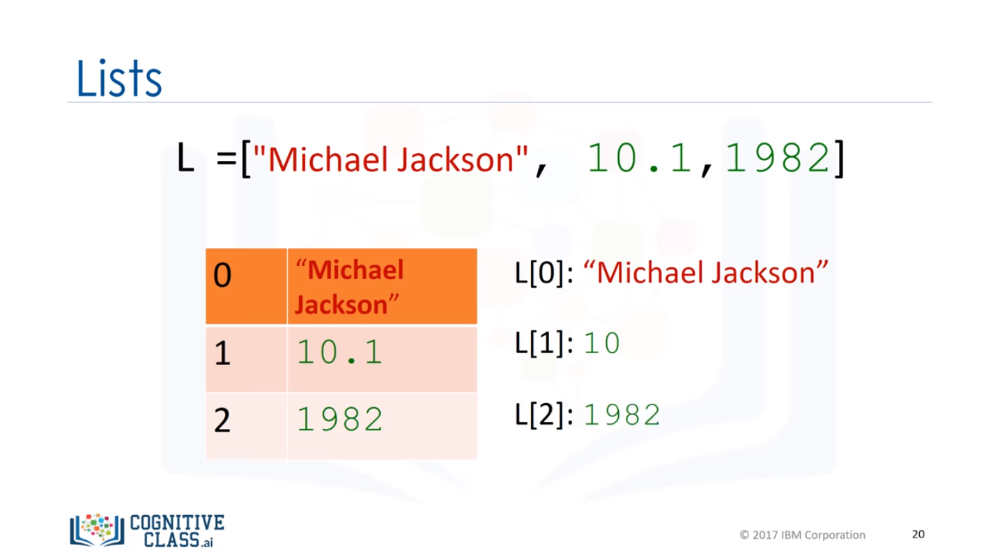 Lists
L =["Michael Jackson", 10.1,1982]
0 “Michael
Jackson”
1 10.1
2 1982
L[0]: “Michael Jackson”
L[1]: 10
L[2]: 1982
COGNITIVE
CLASS.ai
© 2017 IBM Corporation 20